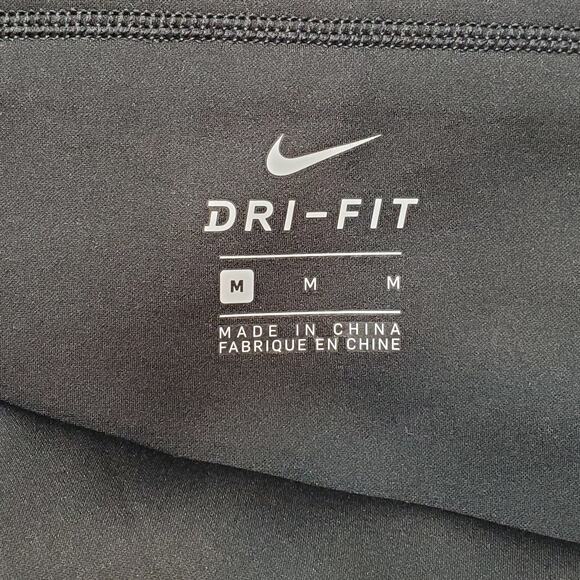 DRI-FIT
M M M
MADE IN CHINA
FABRIQUE EN CHINE